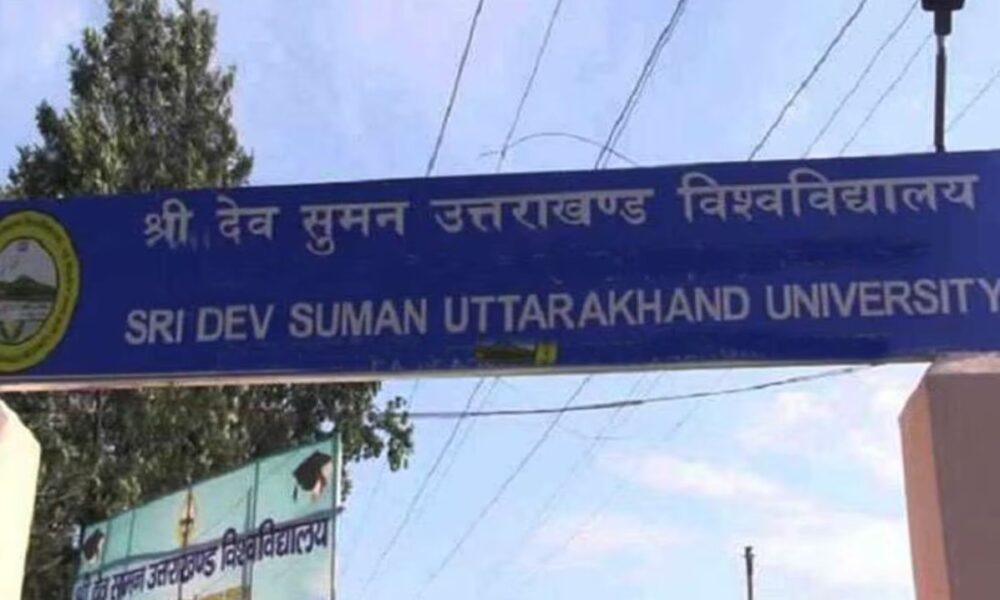 श्री देव सुमन उत्तराखण्ड विश्वविद्यालय
SRI DEV SUMAN UTTARAKHAND UNIVERSITY
श्री देव सुमन उत्तराखण्ड विश्वविद्यालय